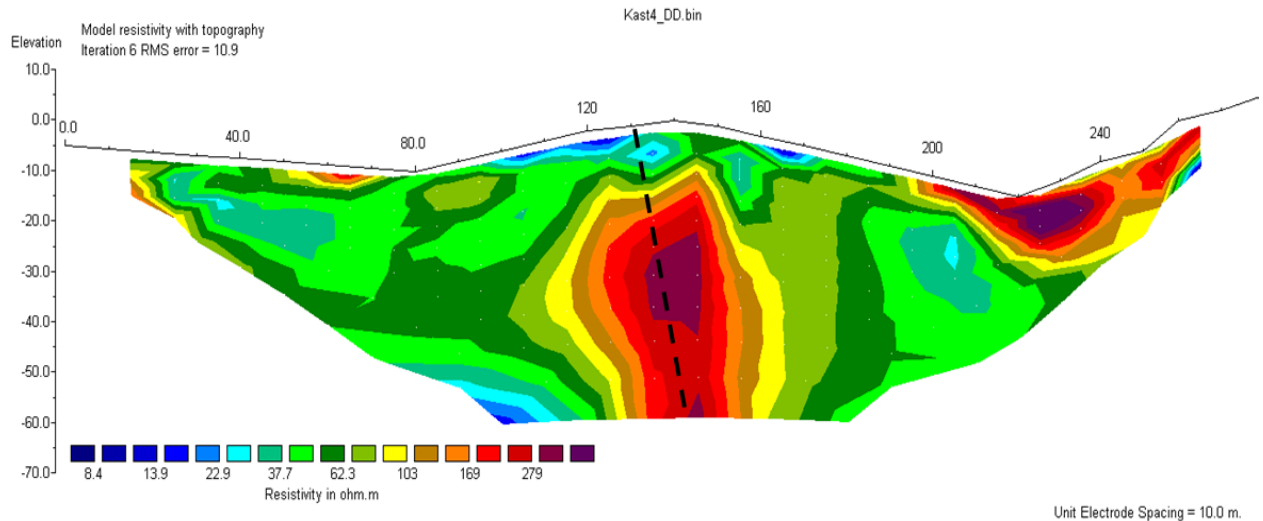 Kast4_DD.bin
Model resistivity with topography
Elevation
Iteration 6 RMS error = 10.9
10.0
0.0
-10.0
-20.0
-30.0
-40.0
-50.0
-60.0
-70.0
0.0
40.0
80.0
120
160
200
240
8.4 13.9 22.9 37.7 62.3 103 169 279
Resistivity in ohm.m
Unit Electrode Spacing = 10.0 m.